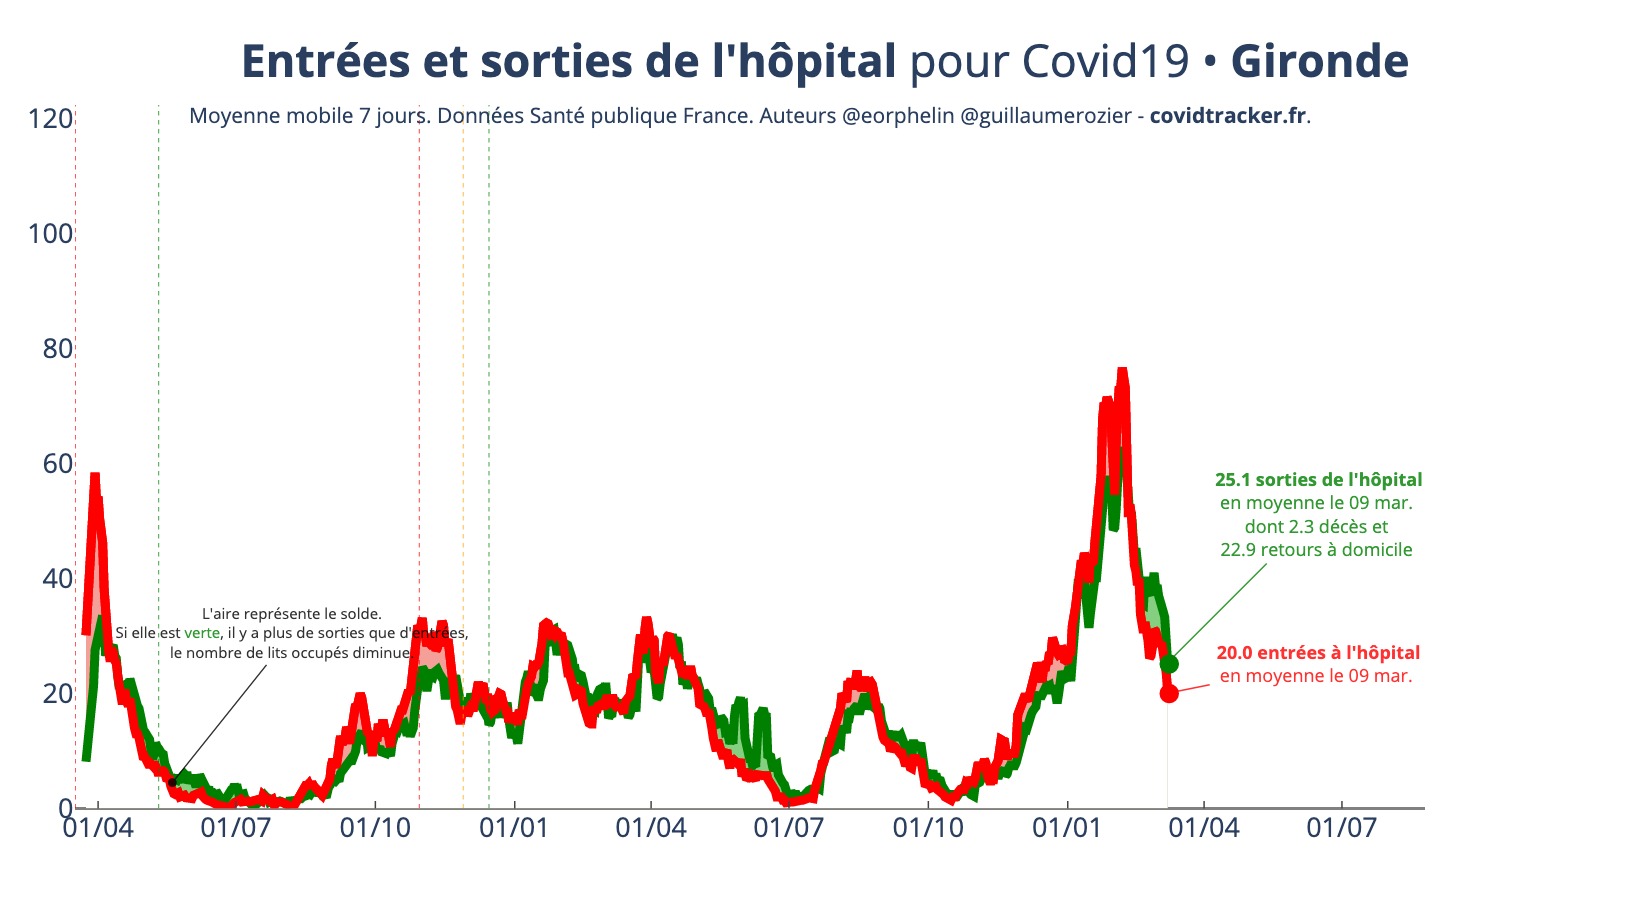 Entrées et sorties de l'hôpital pour Covid19 • Gironde
Moyenne mobile 7 jours. Données Santé publique France. Auteurs @eorphelin @guillaumerozier - covidtracker.fr.
120
100
80
60
40
20
0
L'aire représente le solde.
Si elle est verte, il y a plus de sorties que d'entrées,
le nombre de lits occupés diminue.
25.1 sorties de l'hôpital
en moyenne le 09 mar.
dont 2.3 décès et
22.9 retours à domicile
20.0 entrées à l'hôpital
en moyenne le 09 mar.
01/04 01/07 01/10 01/01 01/04 01/07 01/10 01/01 01/04 01/07